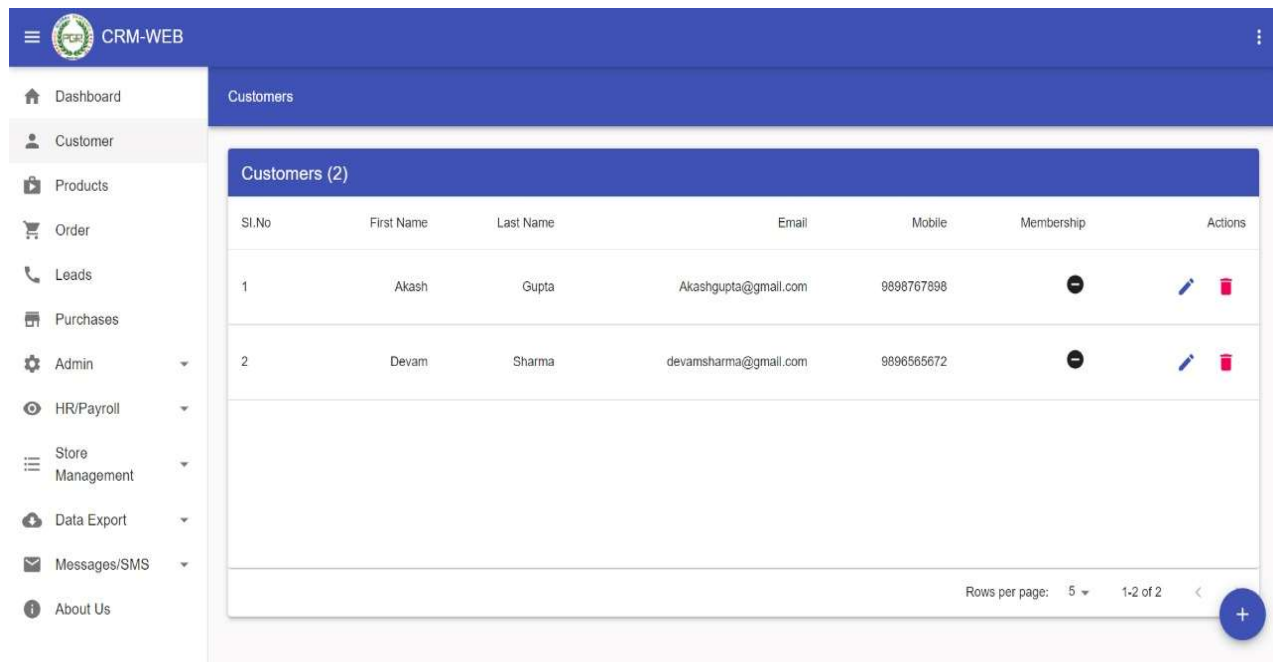 PGR
CRM-WEB
Dashboard
Customer
Products
Order
Leads
Purchases
Admin
HR/Payroll
Store
Management
Data Export
Messages/SMS
About Us
Customers
Customers (2)
Sl.No First Name Last Name Email Mobile Membership Actions
1 Akash Gupta Akashgupta@gmail.com 9898767898
2 Devam Sharma devamsharma@gmail.com 9896565672
Rows per page: 5 1-2 of 2